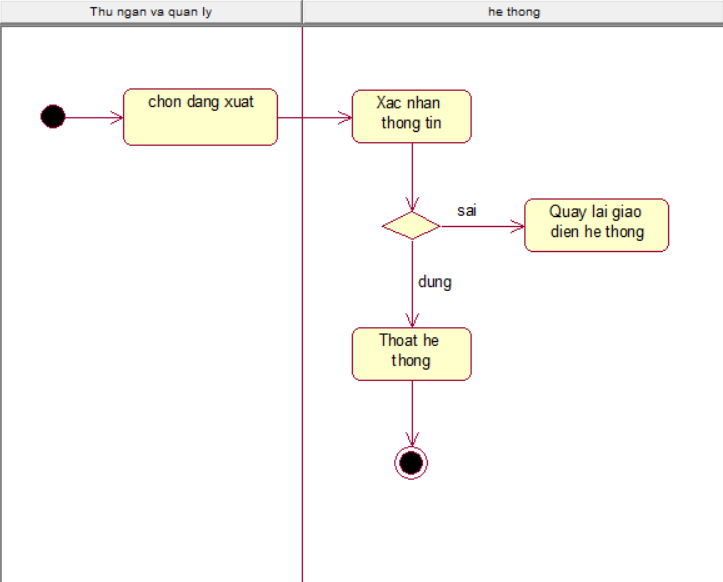 Thu ngan va quan ly
he thong
chon dang xuat
Xac nhan
thong tin
sai
Quay lai giao
dien he thong
dung
Thoat he
thong